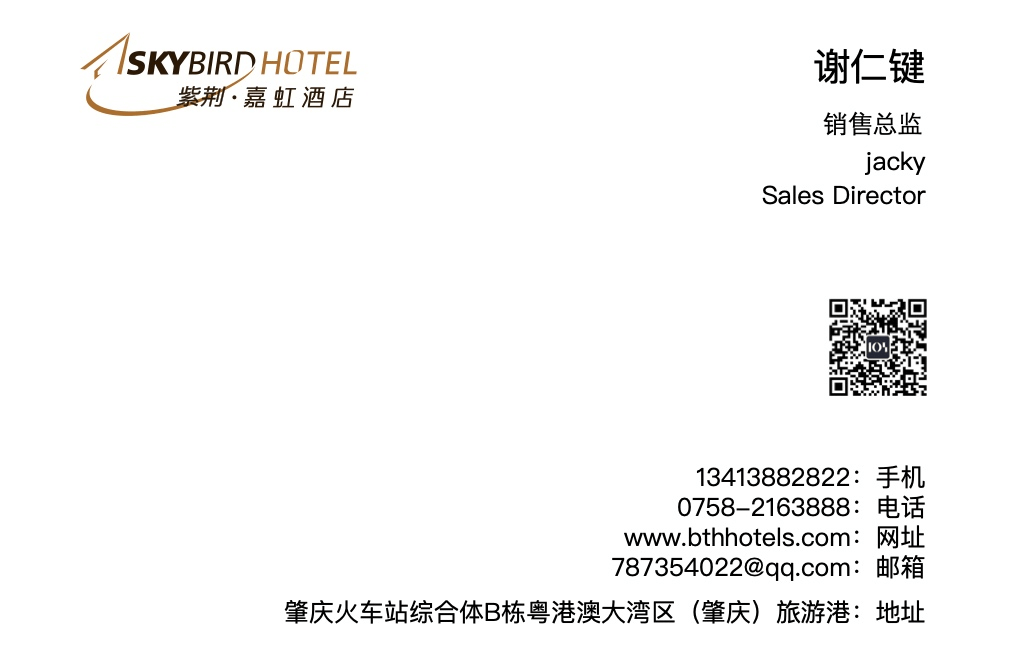 SKYBIRD HOTEL
紫荆·嘉虹酒店
谢仁键
销售总监
jacky
Sales Director
13413882822：手机
0758-2163888：电话
www.bthhotels.com：网址
787354022@qq.com：邮箱
肇庆火车站综合体B栋粤港澳大湾区（肇庆）旅游港：地址